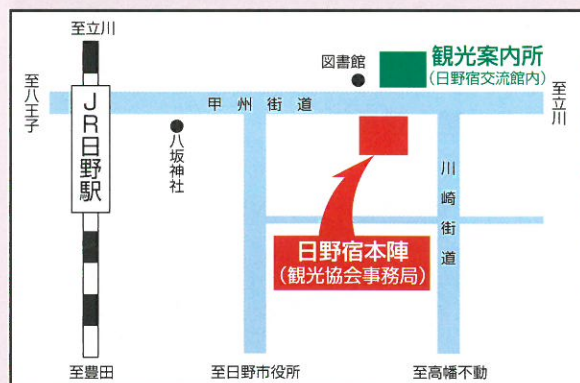 至立川
図書館
観光案内所
(日野宿交流館内)
至八王子
JR日野駅
甲州街道
至立川
八坂神社
川崎街道
日野宿本陣
(観光協会事務局)
至豊田
至日野市役所
至高幡不動